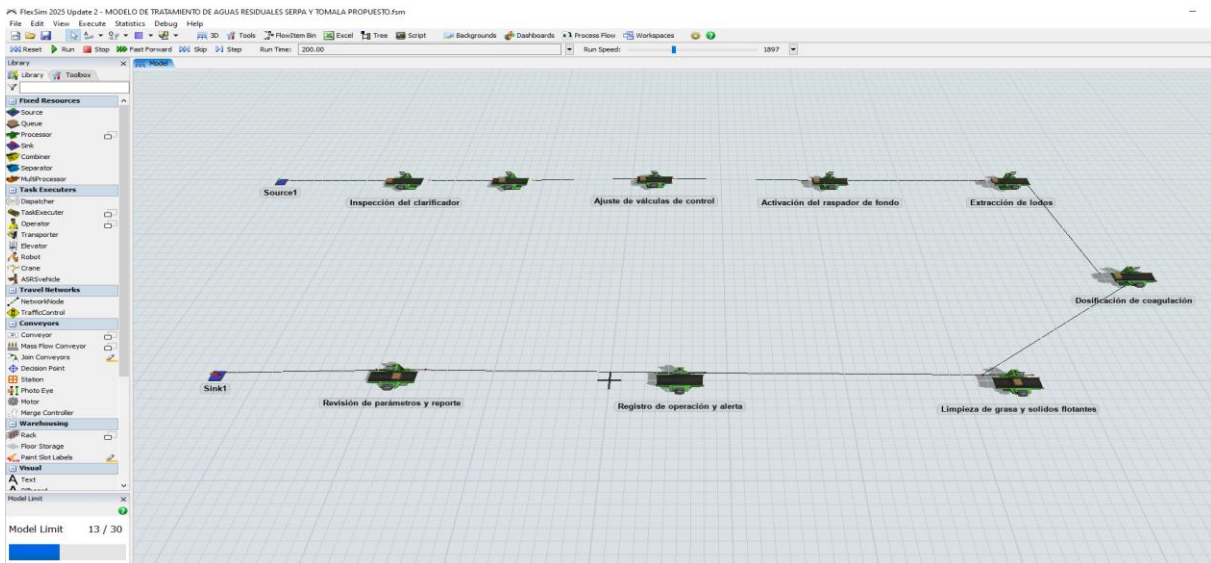 FlexSim 2025 Update 2 - MODELO DE TRATAMIENTO DE AGUAS RESIDUALES SERPA Y TOMALA PROPUESTO.fsm
File Edit View Execute Statistics Debug Help
3D Tools FlowItem Bin Excel Tree Script Backgrounds Dashboards Process Flow Workspaces
Reset Run Stop Fast Forward Skip Step Run Time: 200.00 Run Speed: 1897
Library
Model
Library Toolbox
Fixed Resources
Source
Queue
Processor
Sink
Combiner
Separator
MultiProcessor
Task Executers
Dispatcher
TaskExecuter
Operator
Transporter
Elevator
Robot
Crane
ASRSvehicle
Travel Networks
NetworkNode
TrafficControl
Conveyors
Conveyor
Mass Flow Conveyor
Join Conveyors
Decision Point
Station
Photo Eye
Motor
Merge Controller
Warehousing
Rack
Floor Storage
Paint Slot Labels
Visual
Text
Model Limit
Model Limit 13 / 30
Source1
Inspección del clarificador
Ajuste de válculas de control
Activación del raspador de fondo
Extracción de lodos
Dosificación de coagulación
Sink1
Revisión de parámetros y reporte
Registro de operación y alerta
Limpieza de grasa y solidos flotantes